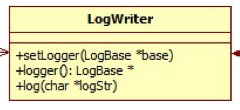 LogWriter
+setLogger(LogBase *base)
+logger(): LogBase *
+log(char *logStr)